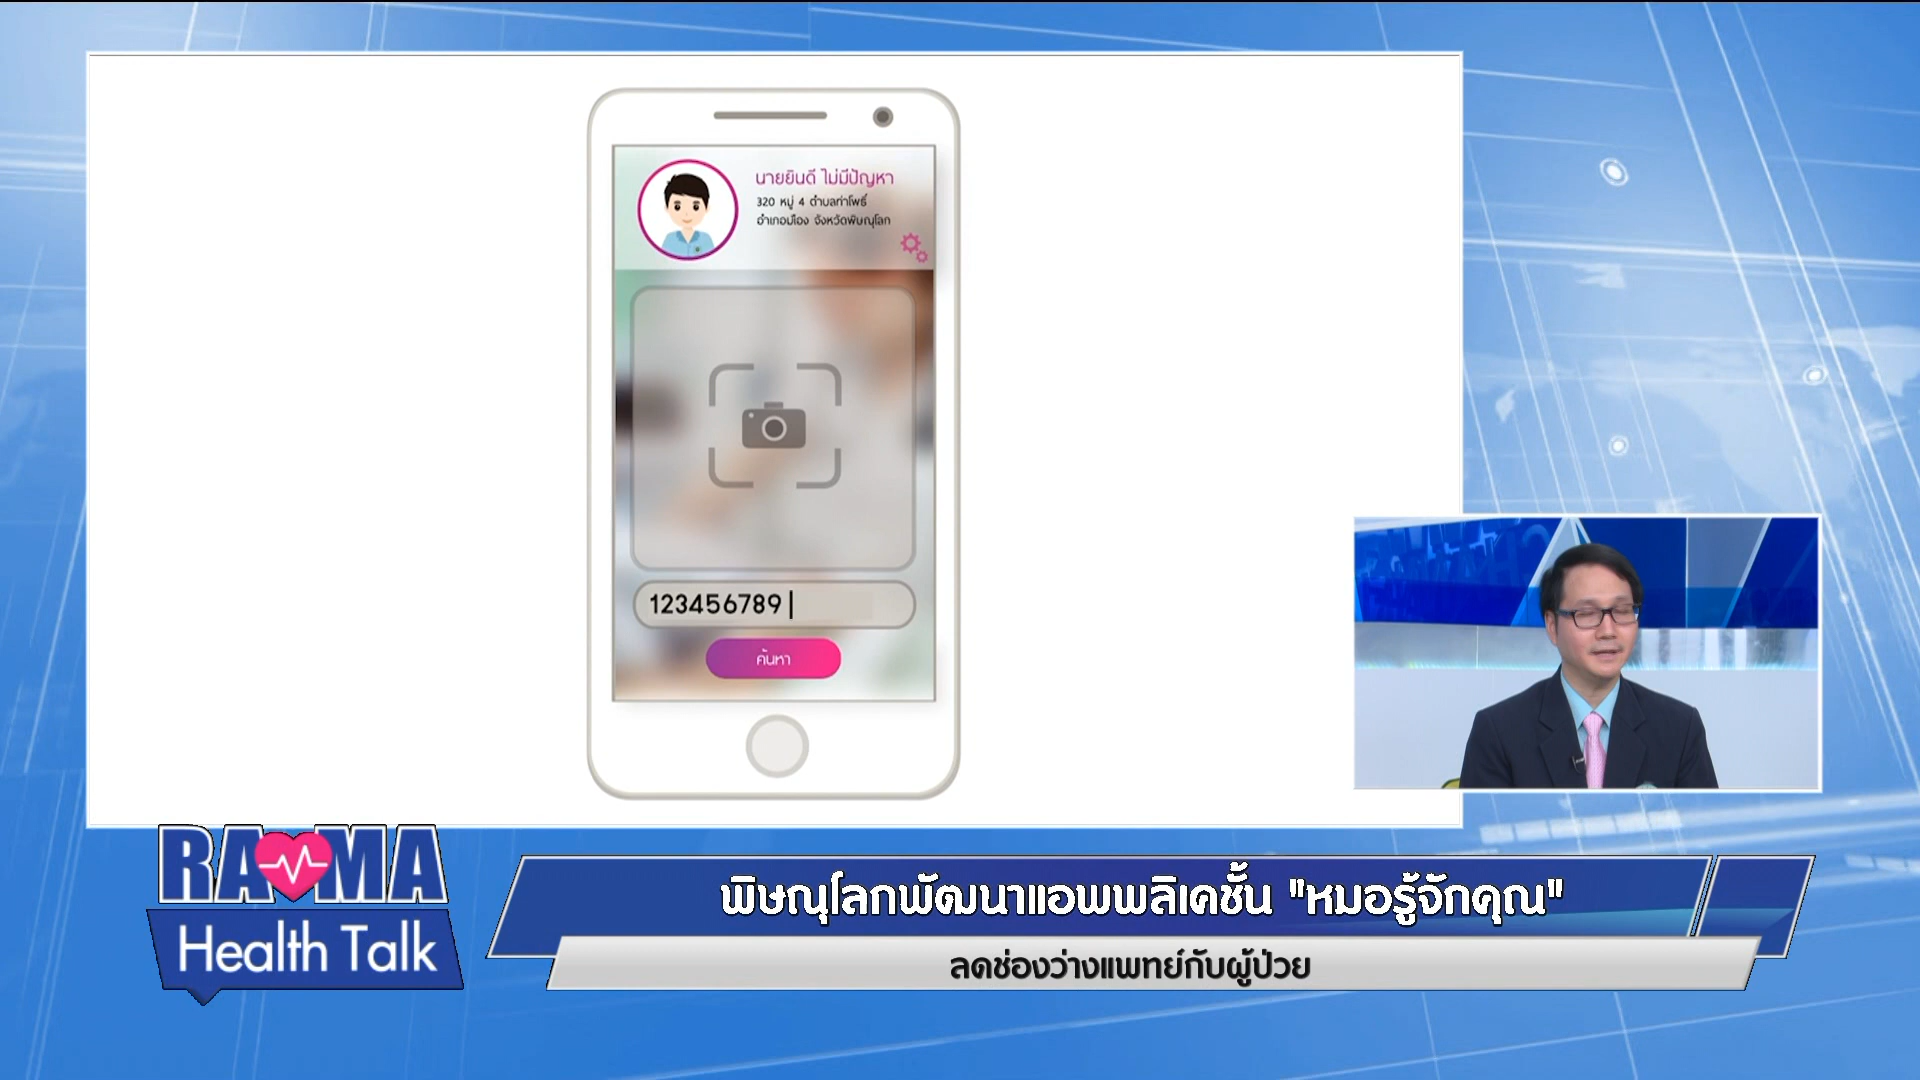 นายยินดี ไม่มีปัญหา
320 หมู่ 4 ตำบลท่าโพธิ์
อำเภอเมือง จังหวัดพิษณุโลก
123456789
ค้นหา
RAMA
Health Talk
พิษณุโลกพัฒนาแอพพลิเคชั้น "หมอรู้จักคุณ"
ลดช่องว่างแพทย์กับผู้ป่วย